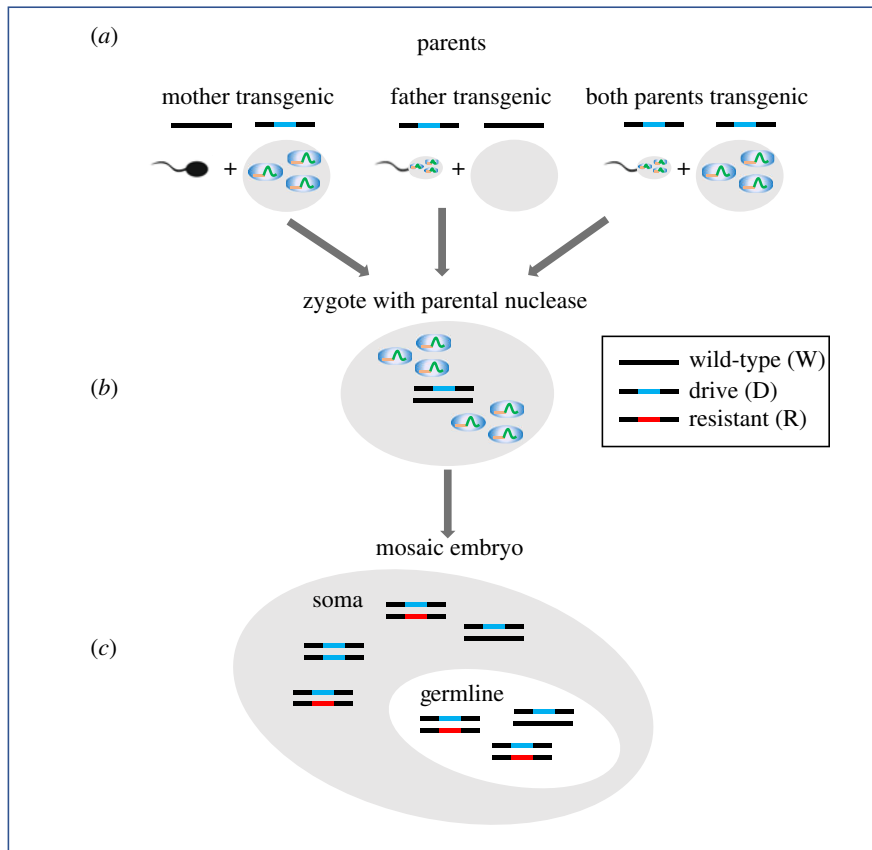 (a)
parents
mother transgenic
father transgenic
both parents transgenic
+
+
+
zygote with parental nuclease
(b)
wild-type (W)
drive (D)
resistant (R)
mosaic embryo
(c)
soma
germline